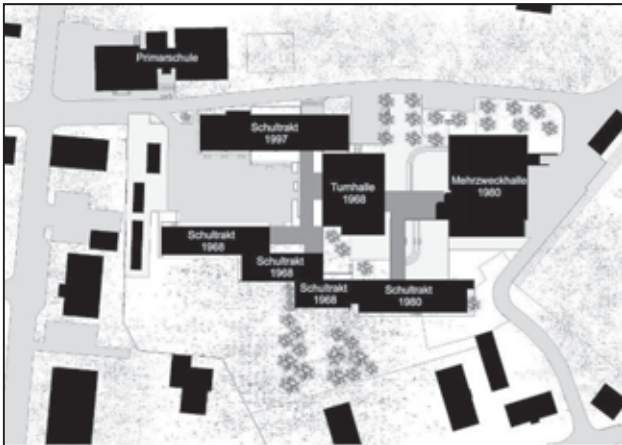 Primarschule
Schultrakt
1997
Turnhalle
1968
Mehrzweckhalle
1980
Schultrakt
1968
Schultrakt
1968
Schultrakt
1968
Schultrakt
1980